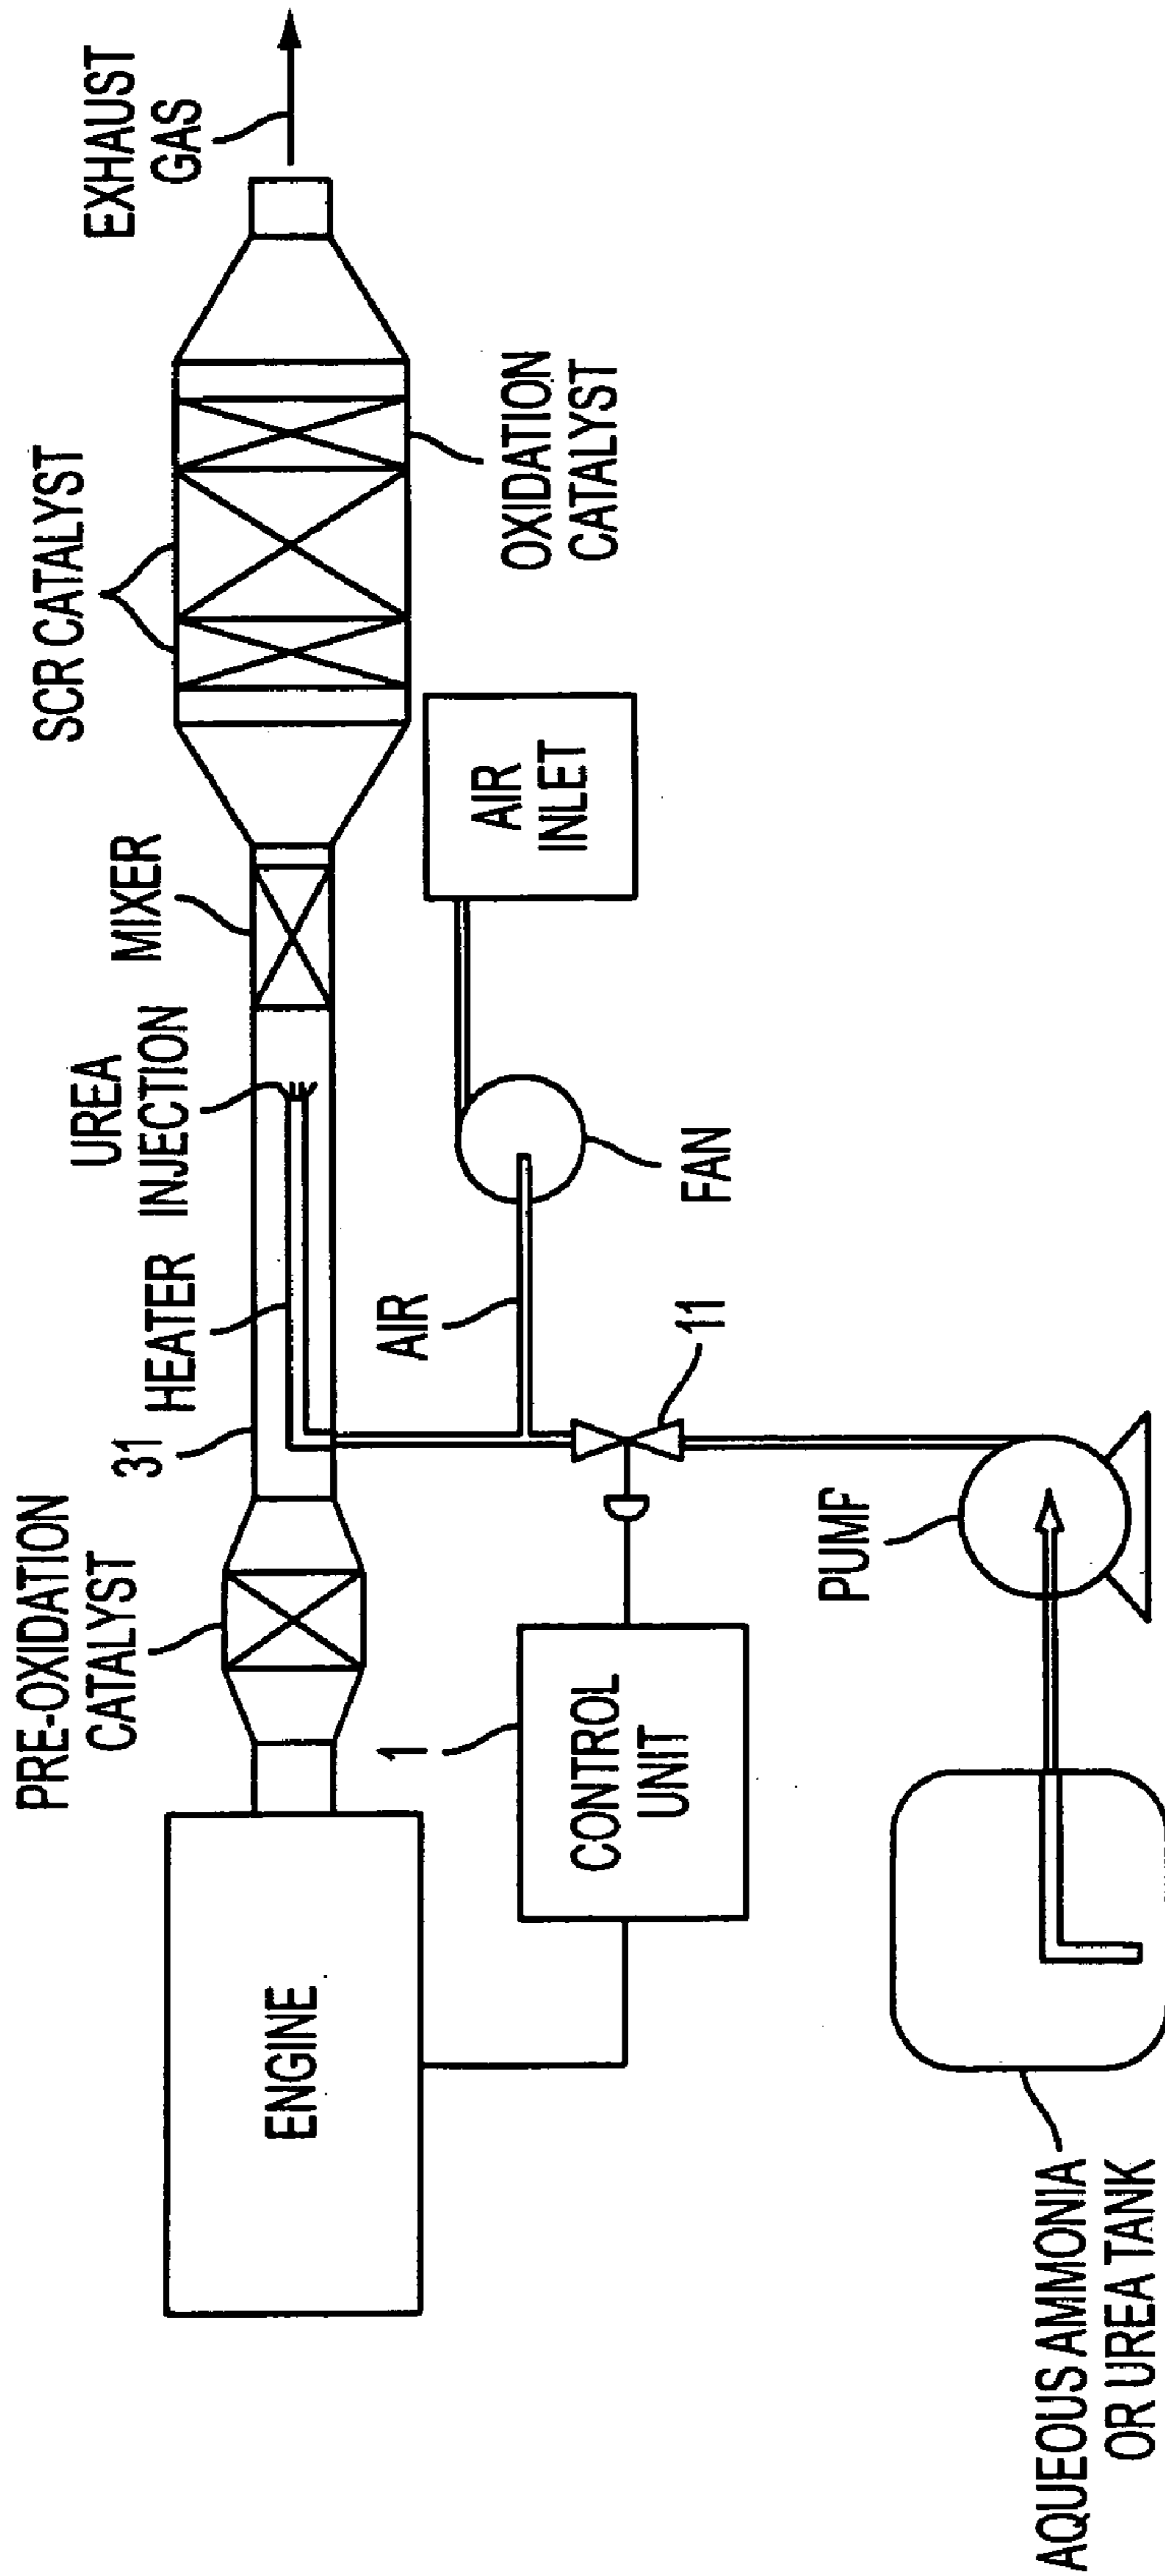 PRE-OXIDATION
CATALYST
31
HEATER
UREA
INJECTION
MIXER
SCR CATALYST
EXHAUST
GAS
ENGINE
1
CONTROL
UNIT
AIR
11
FAN
AIR
INLET
OXIDATION
CATALYST
PUMP
AQUEOUS AMMONIA
OR UREA TANK